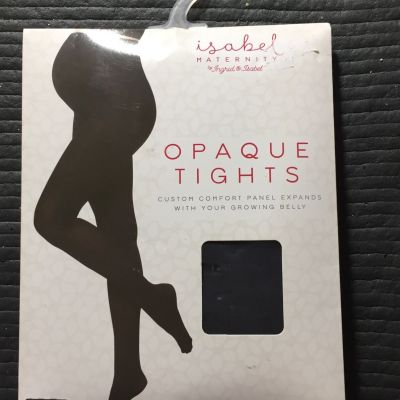 isabel
MATERNITY
by Ingrid & Isabel
OPAQUE
TIGHTS
CUSTOM COMFORT PANEL EXPANDS
WITH YOUR GROWING BELLY